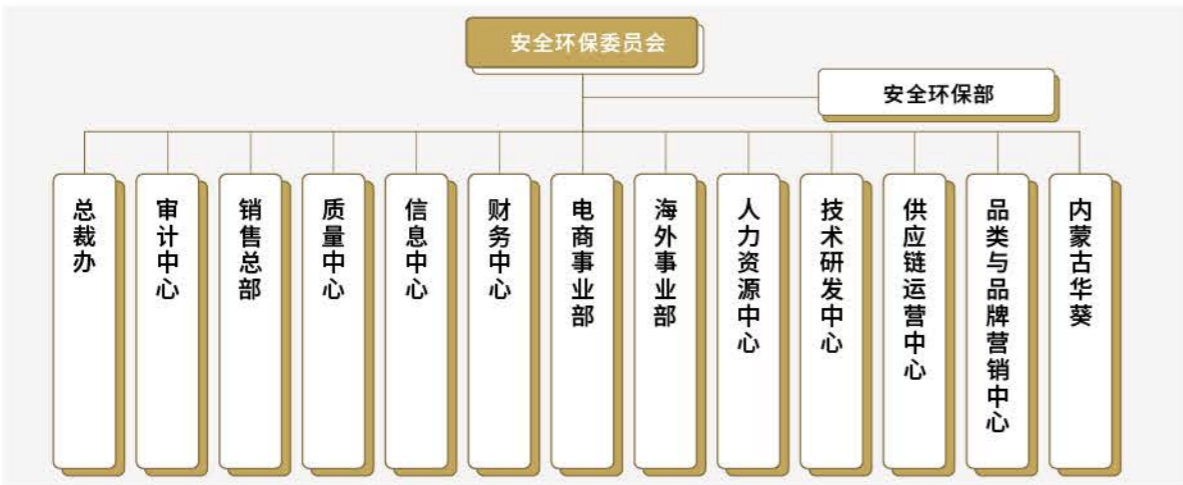 安全环保委员会
安全环保部
总裁办
审计中心
销售总部
质量中心
信息中心
财务中心
电商事业部
海外事业部
人力资源中心
技术研发中心
供应链运营中心
品类与品牌营销中心
内蒙古华葵